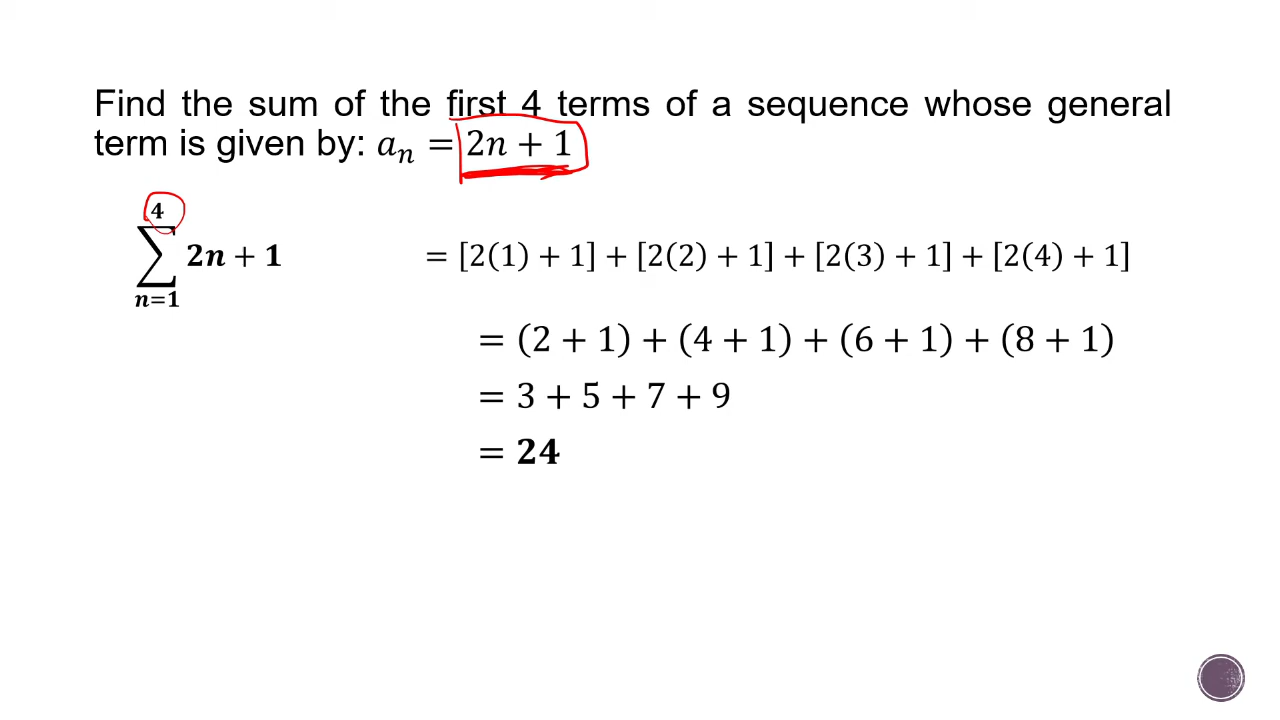 Find the sum of the first 4 terms of a sequence whose general
term is given by: aₙ = 2n + 1
4
∑ 2n + 1 = [2(1) + 1] + [2(2) + 1] + [2(3) + 1] + [2(4) + 1]
n=1
= (2 + 1) + (4 + 1) + (6 + 1) + (8 + 1)
= 3 + 5 + 7 + 9
= 24